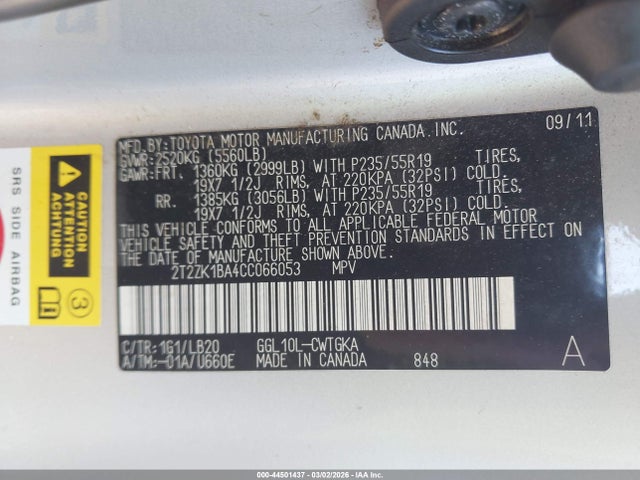 MFD.BY:TOYOTA MOTOR MANUFACTURING CANADA.INC. 09/11
GVWR:2520KG (5560LB)
GAWR:FRT. 1360KG (2999LB) WITH P235/55R19 TIRES,
19X7 1/2J RIMS, AT 220KPA (32PSI) COLD.
RR. 1385KG (3056LB) WITH P235/55R19 TIRES,
19X7 1/2J RIMS, AT 220KPA (32PSI) COLD.
THIS VEHICLE CONFORMS TO ALL APPLICABLE FEDERAL MOTOR
VEHICLE SAFETY AND THEFT PREVENTION STANDARDS IN EFFECT ON
THE DATE OF MANUFACTURE SHOWN ABOVE.
2T2ZK1BA4CC066053 MPV
C/TR:1G1/LB20 GGL10L-CWTGKA
A/TM:-01A/U660E MADE IN CANADA 848 A
SRS SIDE AIRBAG
CAUTION
ATTENTION
ACHTUNG
3
000-44501437 - 03/02/2026 - IAA Inc.